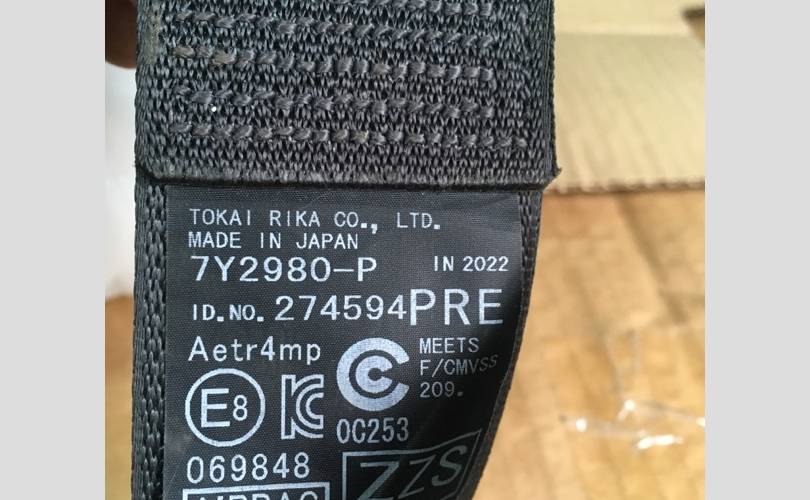 TOKAI RIKA CO., LTD.
MADE IN JAPAN
7Y2980-P IN 2022
ID.NO. 274594PRE
Aetr4mp
MEETS
F/CMVSS
209.
E8 KC C
0C253
069848
ZZS